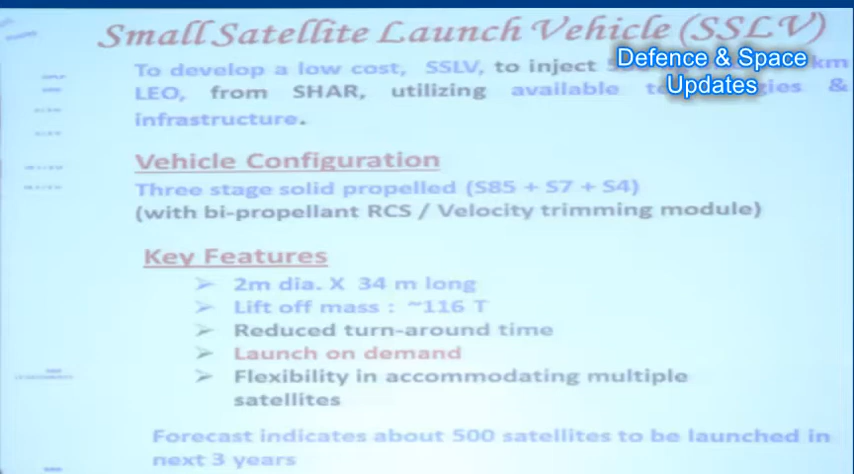 Small Satellite Launch Vehicle (SSLV)
Defence & Space
Updates
To develop a low cost, SSLV, to inject km
LEO, from SHAR, utilizing available &
infrastructure.
Vehicle Configuration
Three stage solid propelled (S85 + S7 + S4)
(with bi-propellant RCS / Velocity trimming module)
Key Features
➢ 2m dia. X 34 m long
➢ Lift off mass : ~116 T
➢ Reduced turn-around time
➢ Launch on demand
➢ Flexibility in accommodating multiple
satellites
Forecast indicates about 500 satellites to be launched in
next 3 years